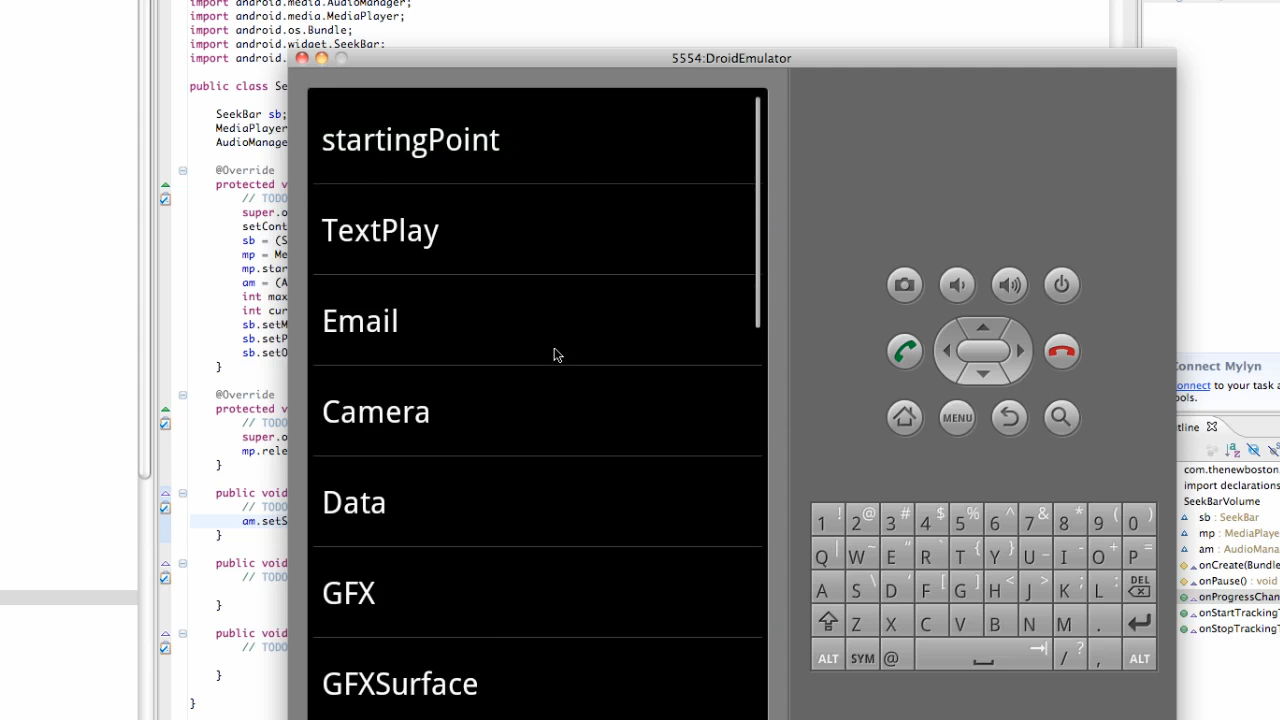 import android.media.AudioManager;
import android.media.MediaPlayer;
import android.os.Bundle;
import android.widget.SeekBar;
import android.
5554:DroidEmulator
public class Se
SeekBar sb;
MediaPlayer
AudioManage
@Override
protected v
// TODO
super.o
setCont
sb = (S
mp = Me
mp.star
am = (A
int max
int cur
sb.setM
sb.setP
sb.setO
}
@Override
protected v
// TODO
super.o
mp.rele
}
public void
// TODO
am.setS
}
public void
// TODO
}
public void
// TODO
}
}
startingPoint
TextPlay
Email
Camera
Data
GFX
GFXSurface
MENU
1 ! 2 @ 3 # 4 $ 5 % 6 ^ 7 & 8 * 9 ( 0 )
Q | W ~ E " R ` T { Y } U _ I - O + P =
A S \ D ' F [ G ] H < J > K ; L : DEL
Z X C V B N M .
ALT SYM @ / ? , ALT
onnect Mylyn
onnect to your task a
ols.
tline
com.thenewboston.
import declarations
SeekBarVolume
sb : SeekBar
mp : MediaPlaye
am : AudioMana
onCreate(Bundle
onPause() : void
onProgressChan
onStartTrackingT
onStopTrackingT